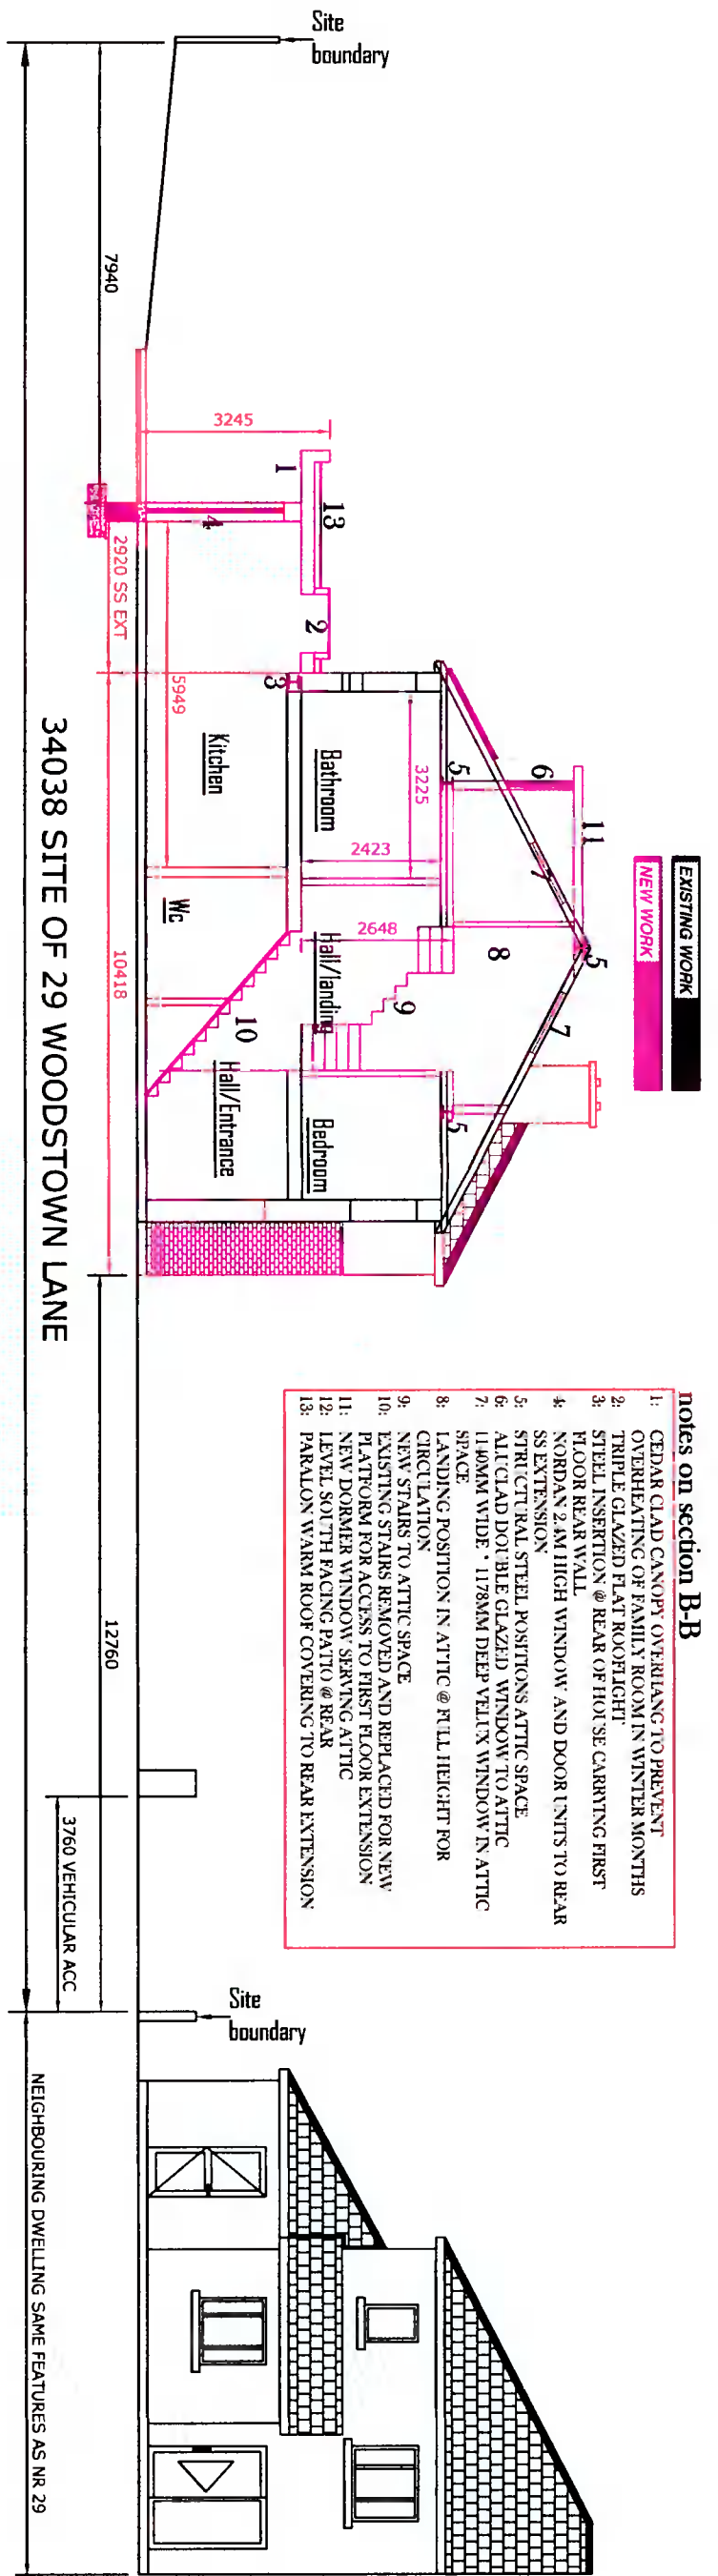 Site
boundary
EXISTING WORK
NEW WORK
7940
3245
1
13
4
2
2920 SS EXT
5949
3
Kitchen
Bathroom
3225
5
6
11
7
2423
Wc
Hall/landing
2648
8
5
7
9
10
10418
Hall/Entrance
Bedroom
5
34038 SITE OF 29 WOODSTOWN LANE
notes on section B-B
1: CEDAR CLAD CANOPY OVERHANG TO PREVENT
OVERHEATING OF FAMILY ROOM IN WINTER MONTHS
2: TRIPLE GLAZED FLAT ROOFLIGHT
3: STEEL INSERTION @ REAR OF HOUSE CARRYING FIRST
FLOOR REAR WALL
4: NORDAN 2.4M HIGH WINDOW AND DOOR UNITS TO REAR
SS EXTENSION
5: STRUCTURAL STEEL POSITIONS ATTIC SPACE
6: ALUCLAD DOUBLE GLAZED WINDOW TO ATTIC
7: 1140MM WIDE * 1178MM DEEP VELUX WINDOW IN ATTIC
SPACE
8: LANDING POSITION IN ATTIC @ FULL HEIGHT FOR
CIRCULATION
9: NEW STAIRS TO ATTIC SPACE
10: EXISTING STAIRS REMOVED AND REPLACED FOR NEW
PLATFORM FOR ACCESS TO FIRST FLOOR EXTENSION
11: NEW DORMER WINDOW SERVING ATTIC
12: LEVEL SOUTH FACING PATIO @ REAR
13: PARALON WARM ROOF COVERING TO REAR EXTENSION
12760
3760 VEHICULAR ACC
Site
boundary
NEIGHBOURING DWELLING SAME FEATURES AS NR 29